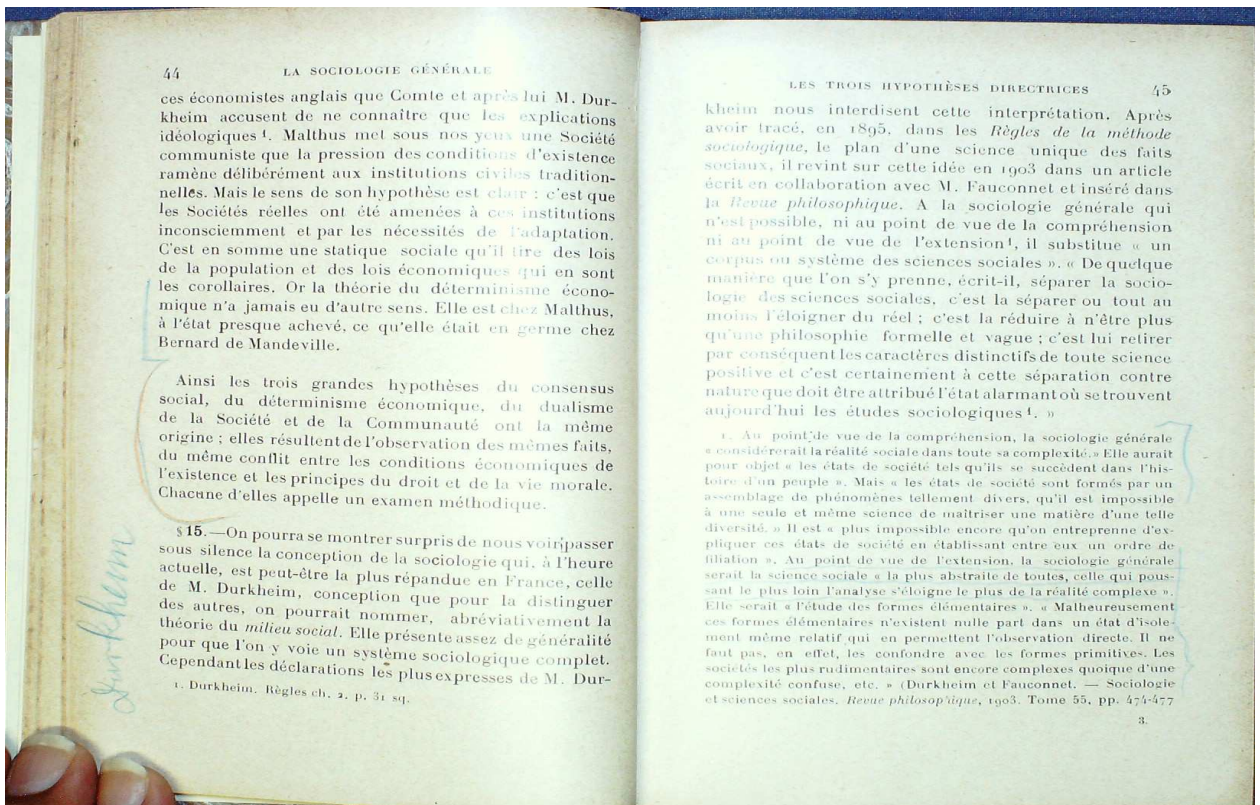 44
LA SOCIOLOGIE GÉNÉRALE
ces économistes anglais que Comte et après lui M. Dur-
kheim accusent de ne connaître que les explications
idéologiques ¹. Malthus met sous nos yeux une Société
communiste que la pression des conditions d'existence
ramène délibérément aux institutions civiles tradition-
nelles. Mais le sens de son hypothèse est clair : c'est que
les Sociétés réelles ont été amenées à ces institutions
inconsciemment et par les nécessités de l'adaptation.
C'est en somme une statique sociale qu'il tire des lois
de la population et des lois économiques qui en sont
les corollaires. Or la théorie du déterminisme écono-
mique n'a jamais eu d'autre sens. Elle est chez Malthus,
à l'état presque achevé, ce qu'elle était en germe chez
Bernard de Mandeville.
Ainsi les trois grandes hypothèses du consensus
social, du déterminisme économique, du dualisme
de la Société et de la Communauté ont la même
origine ; elles résultent de l'observation des mêmes faits,
du même conflit entre les conditions économiques de
l'existence et les principes du droit et de la vie morale.
Chacune d'elles appelle un examen méthodique.
§ 15. — On pourra se montrer surpris de nous voir passer
sous silence la conception de la sociologie qui, à l'heure
actuelle, est peut-être la plus répandue en France, celle
de M. Durkheim, conception que pour la distinguer
des autres, on pourrait nommer, abréviativement la
théorie du milieu social. Elle présente assez de généralité
pour que l'on y voie un système sociologique complet.
Cependant les déclarations les plus expresses de M. Dur-
1. Durkheim. Règles ch. 2. p. 31 sq.
Durkheim
LES TROIS HYPOTHÈSES DIRECTRICES
45
kheim nous interdisent cette interprétation. Après
avoir tracé, en 1895, dans les Règles de la méthode
sociologique, le plan d'une science unique des faits
sociaux, il revint sur cette idée en 1903 dans un article
écrit en collaboration avec M. Fauconnet et inséré dans
la Revue philosophique. A la sociologie générale qui
n'est possible, ni au point de vue de la compréhension
ni au point de vue de l'extension¹, il substitue « un
corpus ou système des sciences sociales ». « De quelque
manière que l'on s'y prenne, écrit-il, séparer la socio-
logie des sciences sociales, c'est la séparer ou tout au
moins l'éloigner du réel ; c'est la réduire à n'être plus
qu'une philosophie formelle et vague ; c'est lui retirer
par conséquent les caractères distinctifs de toute science
positive et c'est certainement à cette séparation contre
nature que doit être attribué l'état alarmant où se trouvent
aujourd'hui les études sociologiques ¹. »
1. Au point de vue de la compréhension, la sociologie générale
« considérerait la réalité sociale dans toute sa complexité. » Elle aurait
pour objet « les états de société tels qu'ils se succèdent dans l'his-
toire d'un peuple ». Mais « les états de société sont formés par un
assemblage de phénomènes tellement divers, qu'il est impossible
à une seule et même science de maîtriser une matière d'une telle
diversité. » Il est « plus impossible encore qu'on entreprenne d'ex-
pliquer ces états de société en établissant entre eux un ordre de
filiation ». Au point de vue de l'extension, la sociologie générale
serait la science sociale « la plus abstraite de toutes, celle qui pous-
sant le plus loin l'analyse s'éloigne le plus de la réalité complexe ».
Elle serait « l'étude des formes élémentaires ». « Malheureusement
ces formes élémentaires n'existent nulle part dans un état d'isole-
ment même relatif qui en permettent l'observation directe. Il ne
faut pas, en effet, les confondre avec les formes primitives. Les
sociétés les plus rudimentaires sont encore complexes quoique d'une
complexité confuse, etc. » (Durkheim et Fauconnet. — Sociologie
et sciences sociales. Revue philosophique, 1903. Tome 55, pp. 474-477
3.